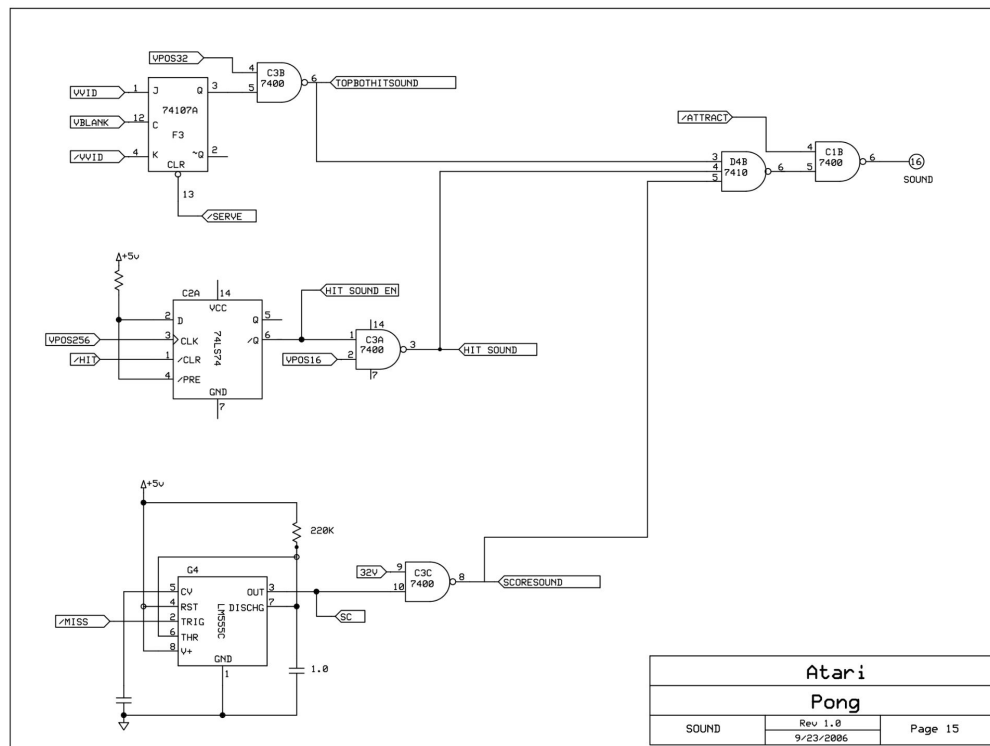 VPOS32
4
5
C3B
7400
6
TOPBOTHITSOUND
VVID
1
J
Q
3
74107A
VBLANK
12
C
F3
/VVID
4
K
~Q
2
CLR
13
/SERVE
/ATTRACT
4
5
C1B
7400
6
16
SOUND
3
4
5
D4B
7410
6
+5v
C2A
14
VCC
HIT SOUND EN
2
D
Q
5
VPOS256
3
CLK
/Q
6
74LS74
/HIT
1
/CLR
4
/PRE
GND
7
14
1
C3A
7400
3
HIT SOUND
VPOS16
2
7
+5v
220K
G4
5
CV
OUT
3
4
RST
DISCHG
7
/MISS
2
TRIG
LM555C
6
THR
8
V+
GND
1
1.0
32V
9
10
C3C
7400
8
SCORESOUND
SC
Atari
Pong
SOUND
Rev 1.0
9/23/2006
Page 15